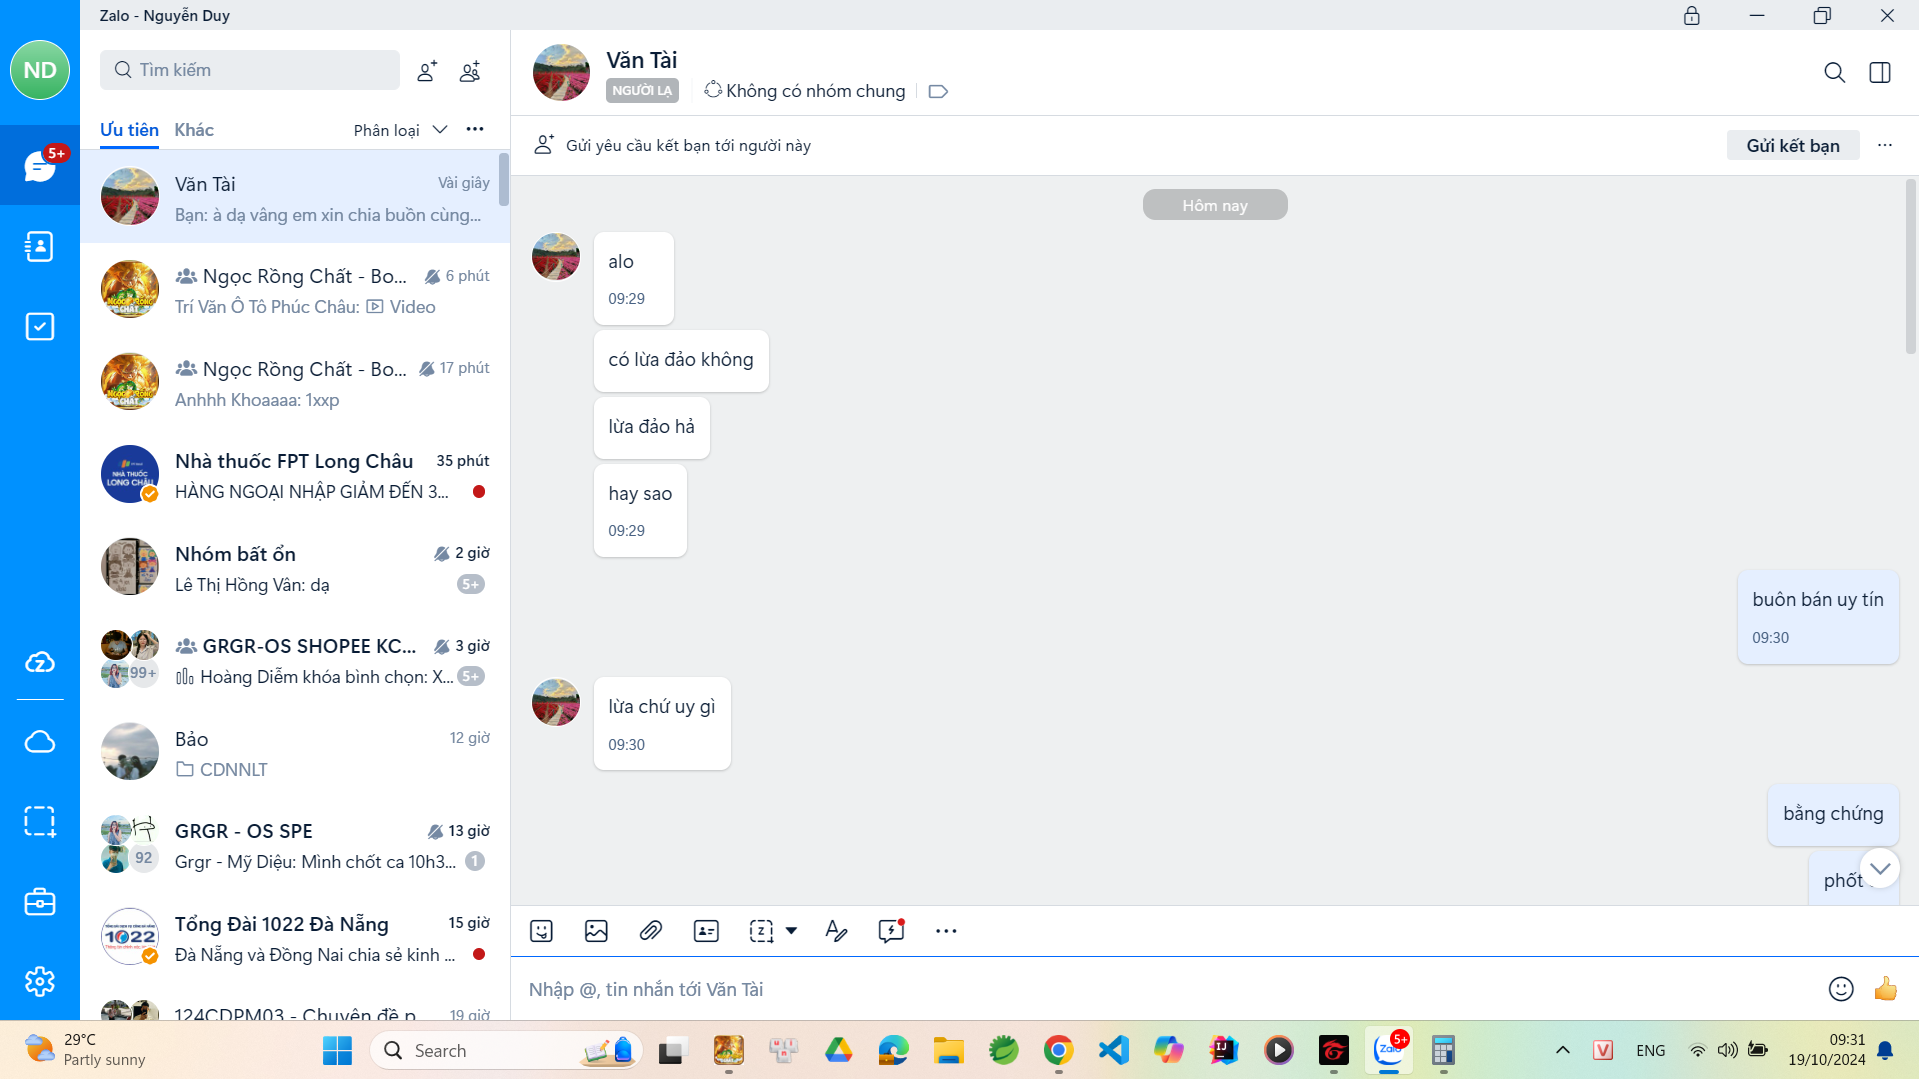 Zalo - Nguyễn Duy
ND
Tìm kiếm
Ưu tiên Khác Phân loại
5+
Văn Tài Vài giây
Bạn: à dạ vâng em xin chia buồn cùng...
Ngọc Rồng Chất - Bo... 6 phút
Trí Văn Ô Tô Phúc Châu: Video
Ngọc Rồng Chất - Bo... 17 phút
Anhhh Khoaaaa: 1xxp
Nhà thuốc FPT Long Châu 35 phút
HÀNG NGOẠI NHẬP GIẢM ĐẾN 3...
NHÀ THUỐC
LONG CHÂU
Nhóm bất ổn 2 giờ
Lê Thị Hồng Vân: dạ 5+
GRGR-OS SHOPEE KC... 3 giờ
99+ Hoàng Diễm khóa bình chọn: X... 5+
Bảo 12 giờ
CDNNLT
GRGR - OS SPE 13 giờ
92 Grgr - Mỹ Diệu: Mình chốt ca 10h3... 1
Tổng Đài 1022 Đà Nẵng 15 giờ
1022
Đà Nẵng và Đồng Nai chia sẻ kinh ...
124CDPM03 - Chuyên đề p... 19 giờ
Văn Tài
NGƯỜI LẠ Không có nhóm chung
Gửi yêu cầu kết bạn tới người này Gửi kết bạn
Hôm nay
alo
09:29
có lừa đảo không
lừa đảo hả
hay sao
09:29
buôn bán uy tín
09:30
lừa chứ uy gì
09:30
bằng chứng
phốt
Nhập @, tin nhắn tới Văn Tài
29°C
Partly sunny
Search
Zalo
5+
ENG
09:31
19/10/2024